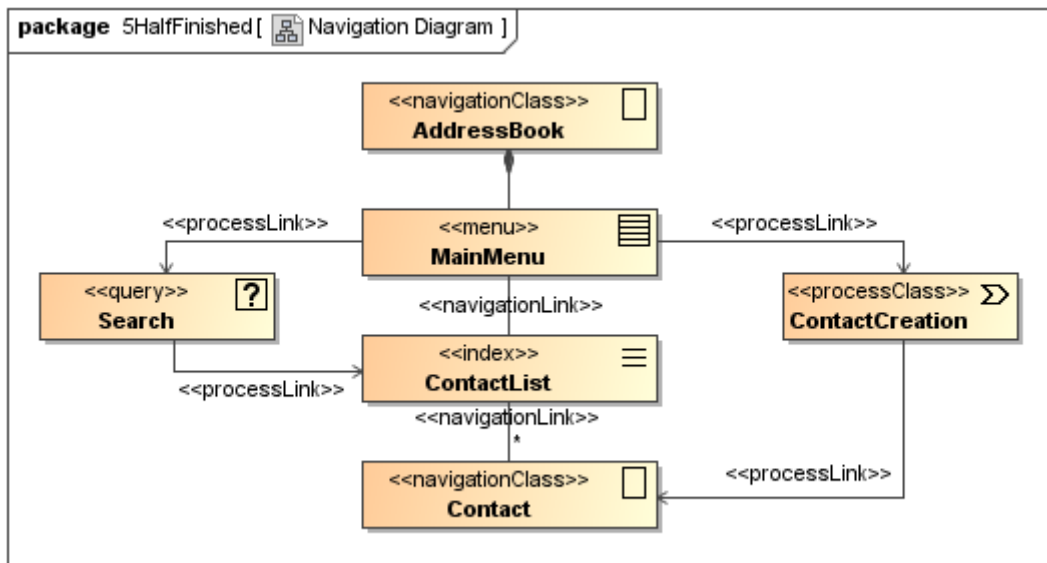 package 5HalfFinished[ Navigation Diagram ]
<<navigationClass>>
AddressBook
<<processLink>>
<<menu>>
MainMenu
<<processLink>>
<<query>>
Search
?
<<navigationLink>>
<<processClass>>
ContactCreation
<<index>>
ContactList
<<processLink>>
<<navigationLink>>
*
<<navigationClass>>
Contact
<<processLink>>